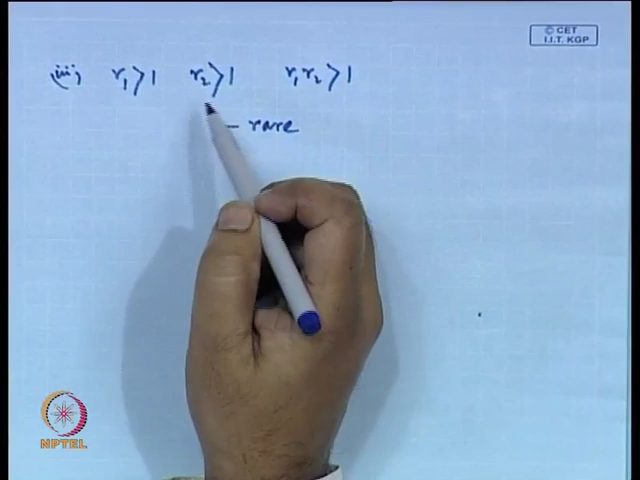 © CET
I.I.T. KGP
(iii) r₁>1 r₂>1 r₁r₂>1
– rare
NPTEL